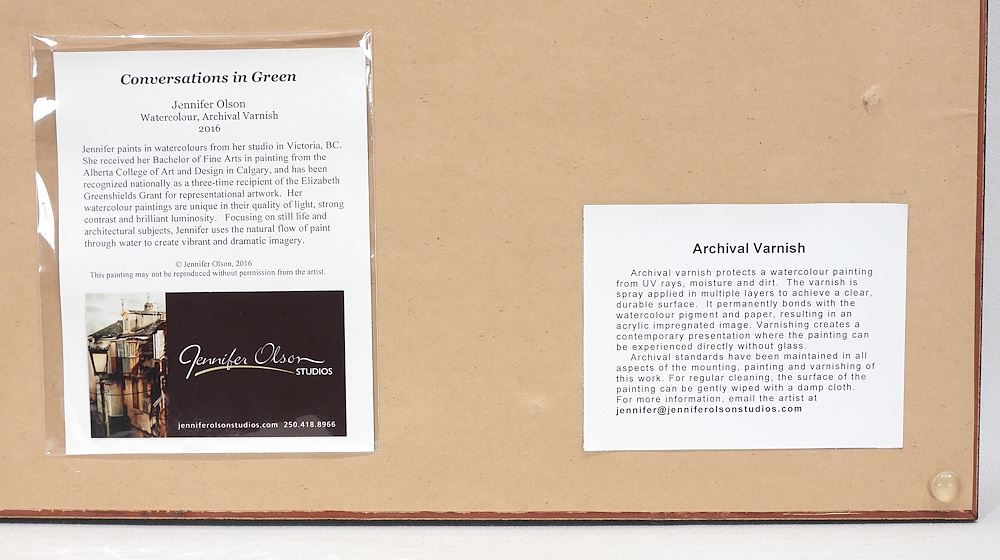 Conversations in Green
Jennifer Olson
Watercolour, Archival Varnish
2016
Jennifer paints in watercolours from her studio in Victoria, BC.
She received her Bachelor of Fine Arts in painting from the
Alberta College of Art and Design in Calgary, and has been
recognized nationally as a three-time recipient of the Elizabeth
Greenshields Grant for representational artwork. Her
watercolour paintings are unique in their quality of light, strong
contrast and brilliant luminosity. Focusing on still life and
architectural subjects, Jennifer uses the natural flow of paint
through water to create vibrant and dramatic imagery.
© Jennifer Olson, 2016
This painting may not be reproduced without permission from the artist.
Jennifer Olson
STUDIOS
jenniferolsonstudios.com 250.418.8966
Archival Varnish
Archival varnish protects a watercolour painting
from UV rays, moisture and dirt. The varnish is
spray applied in multiple layers to achieve a clear,
durable surface. It permanently bonds with the
watercolour pigment and paper, resulting in an
acrylic impregnated image. Varnishing creates a
contemporary presentation where the painting can
be experienced directly without glass.
Archival standards have been maintained in all
aspects of the mounting, painting and varnishing of
this work. For regular cleaning, the surface of the
painting can be gently wiped with a damp cloth.
For more information, email the artist at
jennifer@jenniferolsonstudios.com